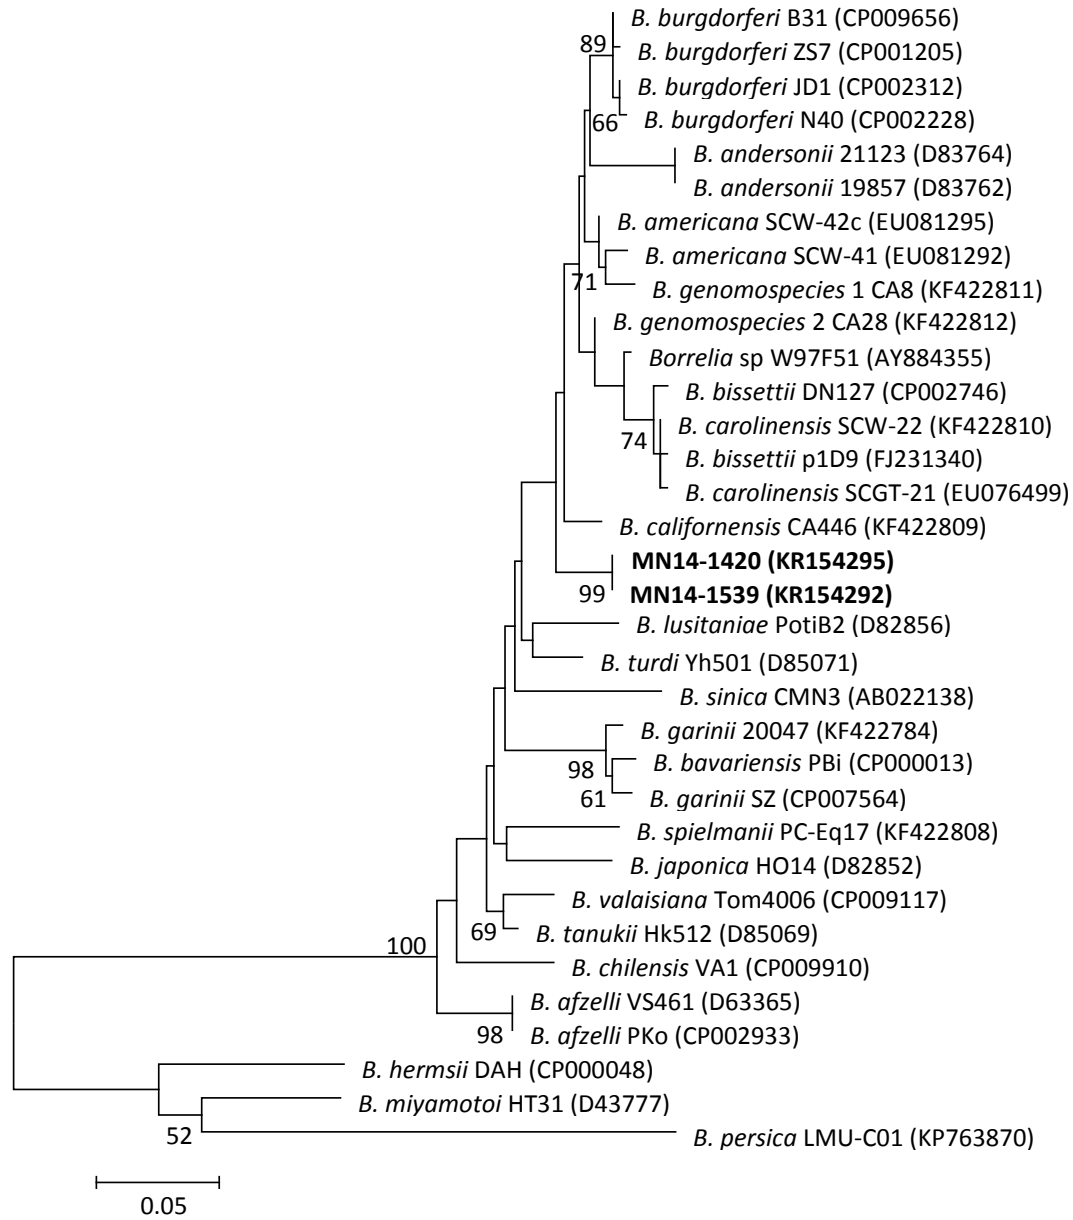 B. burgdorferi B31 (CP009656)
89
B. burgdorferi ZS7 (CP001205)
B. burgdorferi JD1 (CP002312)
66
B. burgdorferi N40 (CP002228)
B. andersonii 21123 (D83764)
B. andersonii 19857 (D83762)
B. americana SCW-42c (EU081295)
B. americana SCW-41 (EU081292)
71
B. genomospecies 1 CA8 (KF422811)
B. genomospecies 2 CA28 (KF422812)
Borrelia sp W97F51 (AY884355)
B. bissettii DN127 (CP002746)
B. carolinensis SCW-22 (KF422810)
74
B. bissettii p1D9 (FJ231340)
B. carolinensis SCGT-21 (EU076499)
B. californensis CA446 (KF422809)
MN14-1420 (KR154295)
99
MN14-1539 (KR154292)
B. lusitaniae PotiB2 (D82856)
B. turdi Yh501 (D85071)
B. sinica CMN3 (AB022138)
B. garinii 20047 (KF422784)
98
B. bavariensis PBi (CP000013)
61
B. garinii SZ (CP007564)
B. spielmanii PC-Eq17 (KF422808)
B. japonica HO14 (D82852)
B. valaisiana Tom4006 (CP009117)
69
B. tanukii Hk512 (D85069)
100
B. chilensis VA1 (CP009910)
B. afzelli VS461 (D63365)
98
B. afzelli PKo (CP002933)
B. hermsii DAH (CP000048)
B. miyamotoi HT31 (D43777)
52
B. persica LMU-C01 (KP763870)
0.05